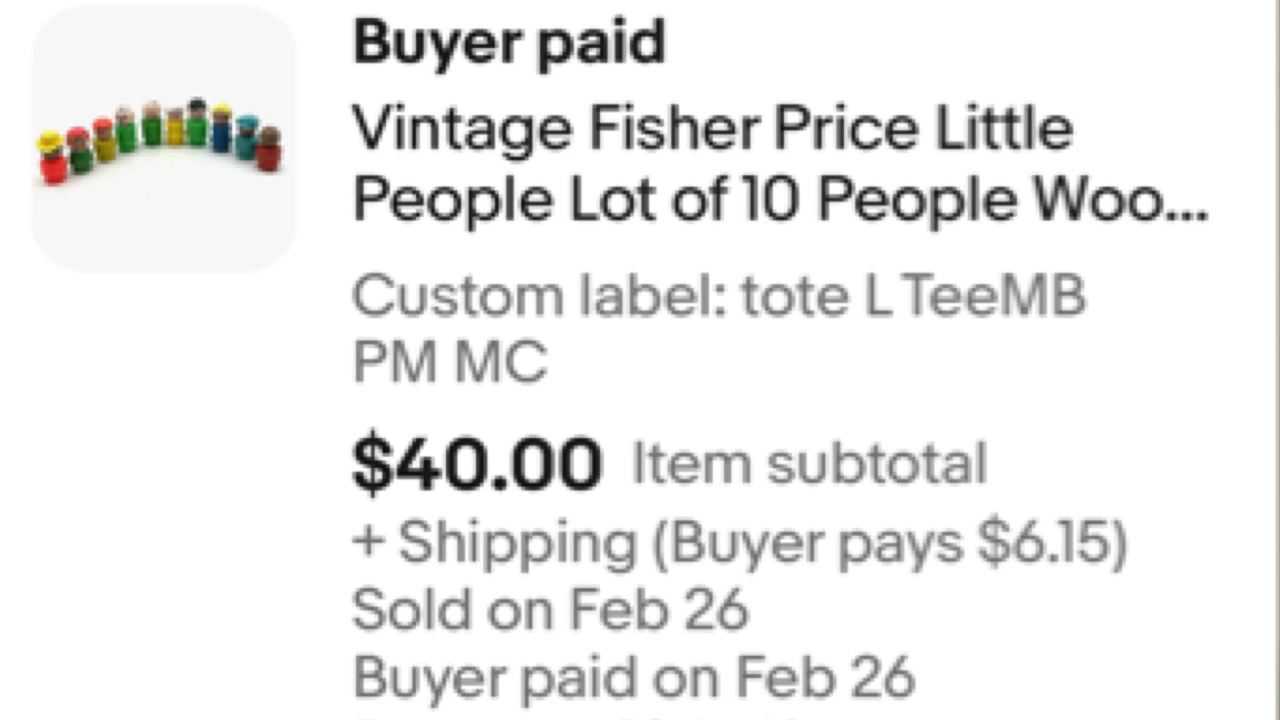 Buyer paid
Vintage Fisher Price Little
People Lot of 10 People Woo...
Custom label: tote L TeeMB
PM MC
$40.00 Item subtotal
+ Shipping (Buyer pays $6.15)
Sold on Feb 26
Buyer paid on Feb 26